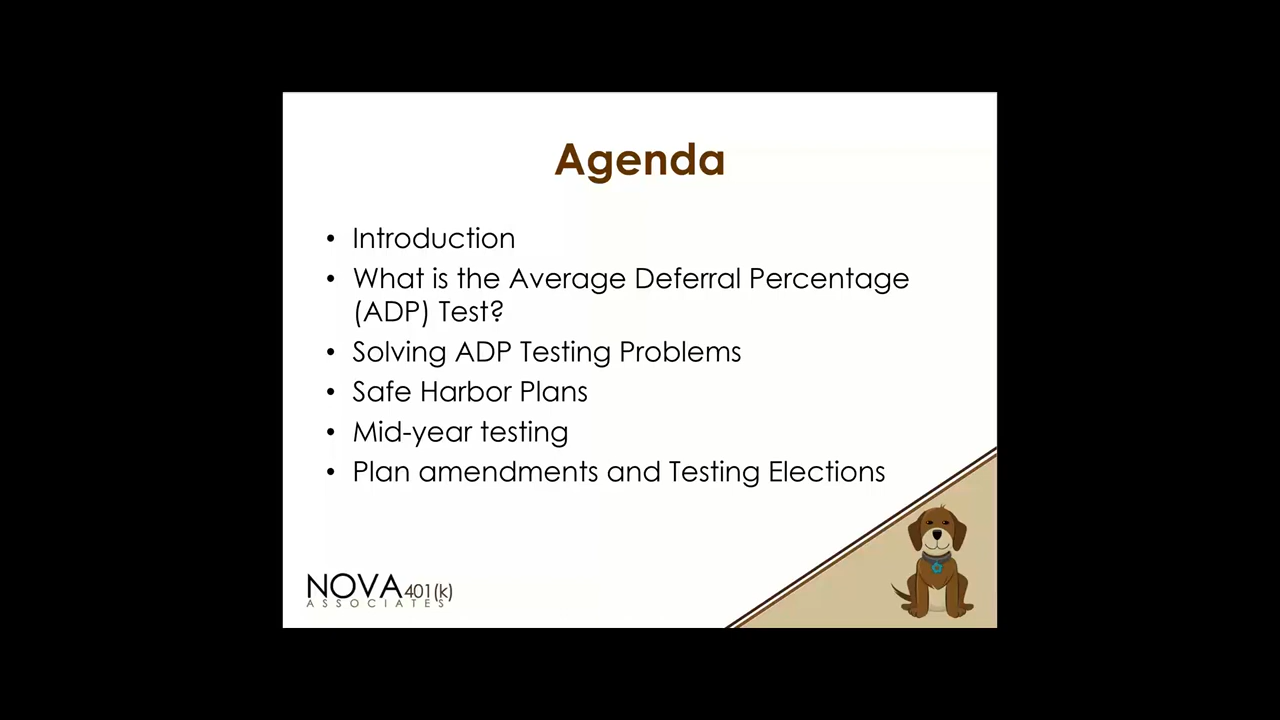 Agenda
• Introduction
• What is the Average Deferral Percentage
(ADP) Test?
• Solving ADP Testing Problems
• Safe Harbor Plans
• Mid-year testing
• Plan amendments and Testing Elections
NOVA 401(k)
ASSOCIATES